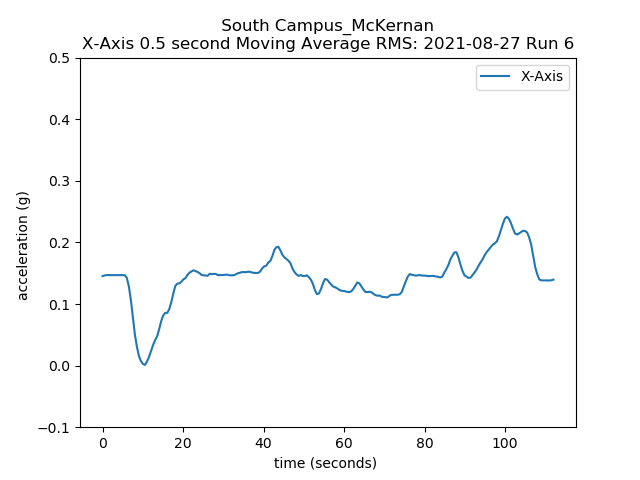 South Campus_McKernan
X-Axis 0.5 second Moving Average RMS: 2021-08-27 Run 6
X-Axis
0.5
0.4
0.3
0.2
0.1
0.0
−0.1
acceleration (g)
0 20 40 60 80 100
time (seconds)